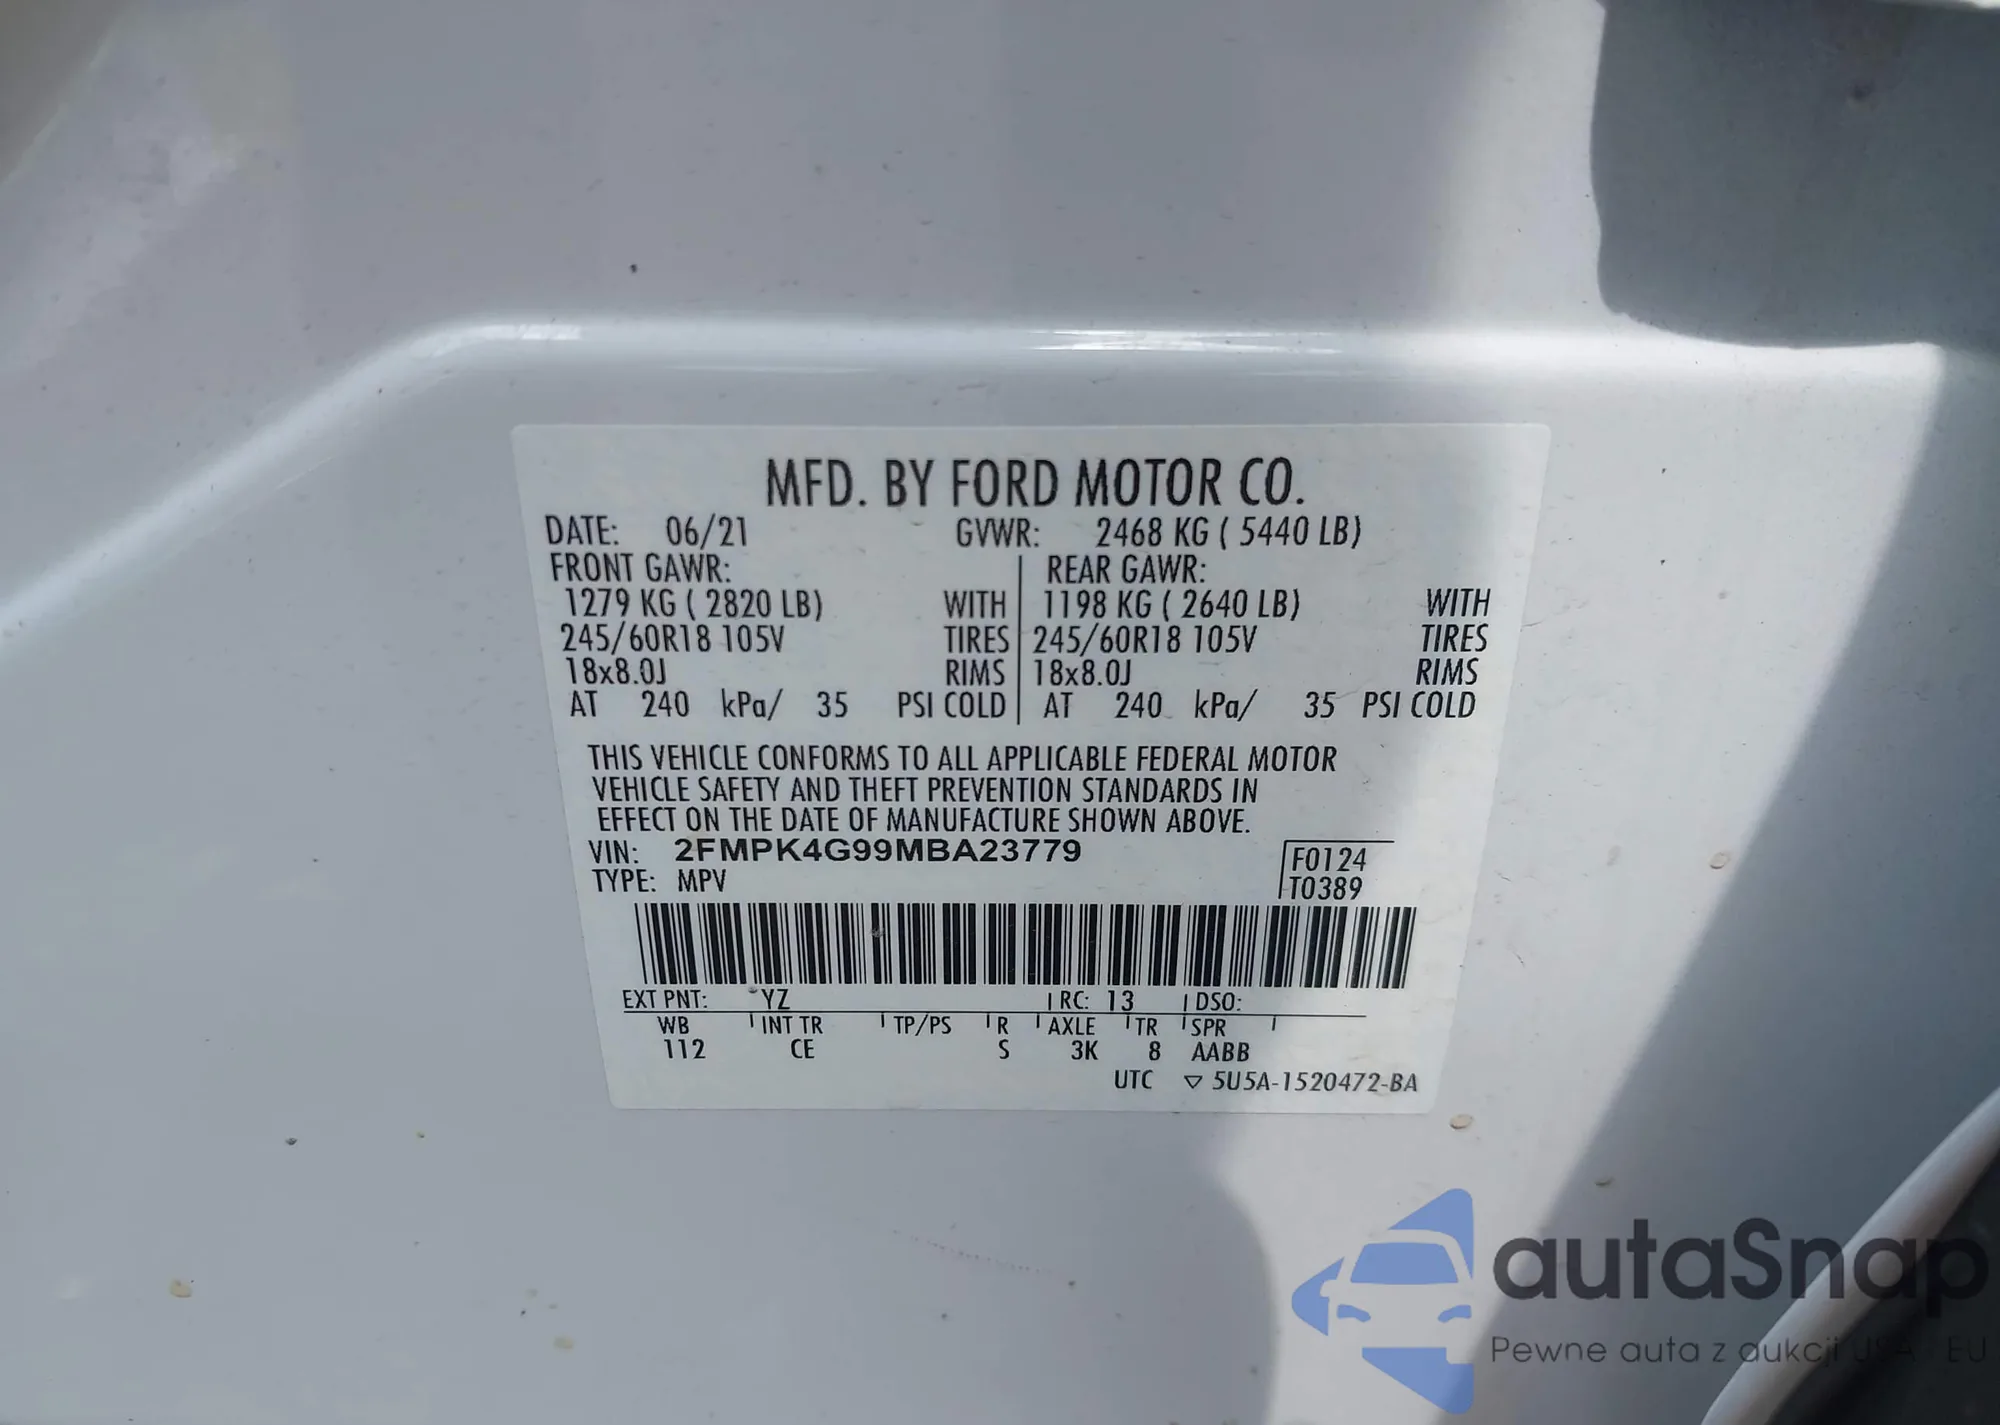 MFD. BY FORD MOTOR CO.
DATE: 06/21 GVWR: 2468 KG ( 5440 LB)
FRONT GAWR: REAR GAWR:
1279 KG ( 2820 LB) WITH 1198 KG ( 2640 LB) WITH
245/60R18 105V TIRES 245/60R18 105V TIRES
18x8.0J RIMS 18x8.0J RIMS
AT 240 kPa/ 35 PSI COLD AT 240 kPa/ 35 PSI COLD
THIS VEHICLE CONFORMS TO ALL APPLICABLE FEDERAL MOTOR
VEHICLE SAFETY AND THEFT PREVENTION STANDARDS IN
EFFECT ON THE DATE OF MANUFACTURE SHOWN ABOVE.
VIN: 2FMPK4G99MBA23779 F0124
TYPE: MPV T0389
EXT PNT: YZ RC: 13 DSO:
WB INT TR TP/PS R AXLE TR SPR
112 CE S 3K 8 AABB
UTC ▽ 5U5A-1520472-BA
autaSnap
Pewne auta z aukcji USA - EU